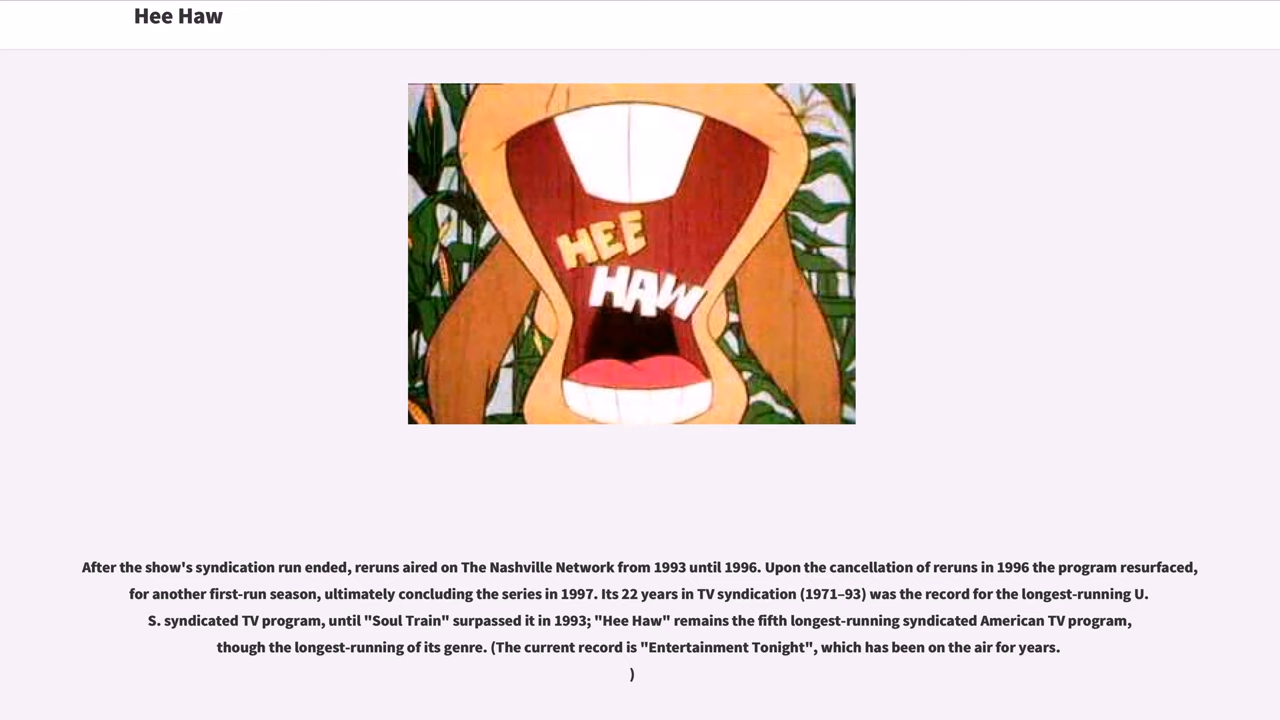 Hee Haw
HEE
HAW
After the show's syndication run ended, reruns aired on The Nashville Network from 1993 until 1996. Upon the cancellation of reruns in 1996 the program resurfaced,
for another first-run season, ultimately concluding the series in 1997. Its 22 years in TV syndication (1971–93) was the record for the longest-running U.
S. syndicated TV program, until "Soul Train" surpassed it in 1993; "Hee Haw" remains the fifth longest-running syndicated American TV program,
though the longest-running of its genre. (The current record is "Entertainment Tonight", which has been on the air for years.
)